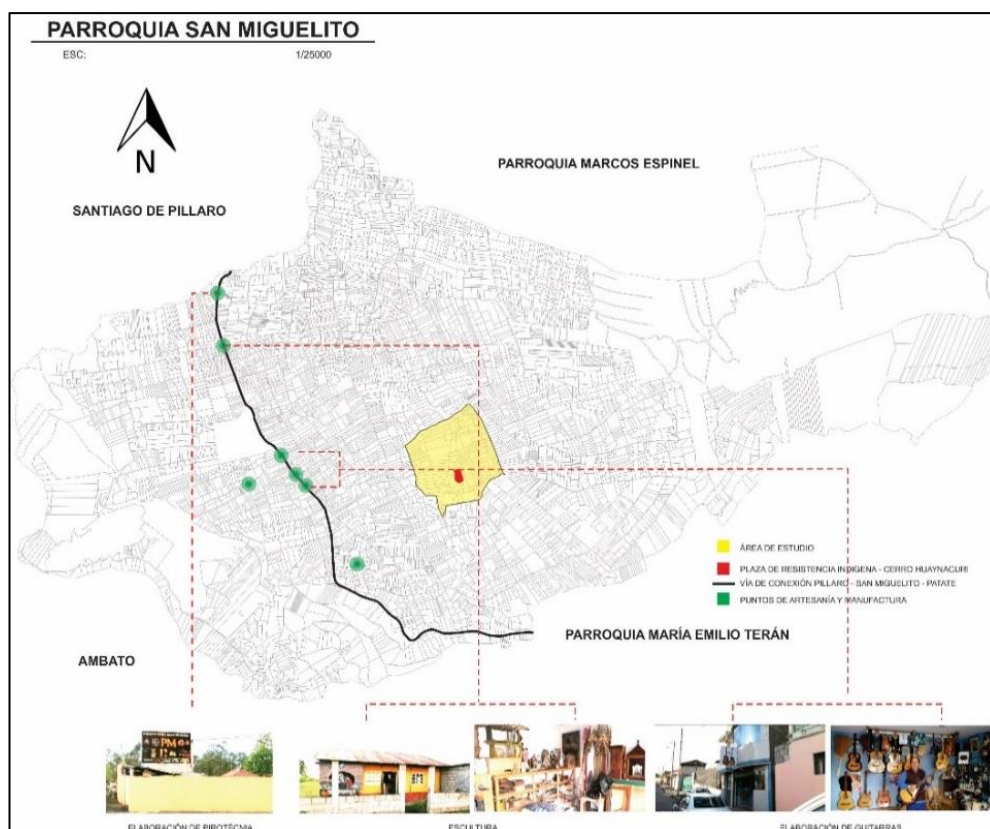 PARROQUIA SAN MIGUELITO
ESC: 1/25000
N
PARROQUIA MARCOS ESPINEL
SANTIAGO DE PILLARO
ÁREA DE ESTUDIO
PLAZA DE RESISTENCIA INDIGENA - CERRO HUAYNACURI
VÍA DE CONEXIÓN PILLARO - SAN MIGUELITO - PATATE
PUNTOS DE ARTESANÍA Y MANUFACTURA
PARROQUIA MARÍA EMILIO TERÁN
AMBATO
PM
ELABORACIÓN DE PIROTÉCNIA
ESCULTURA
ELABORACIÓN DE GUITARRAS